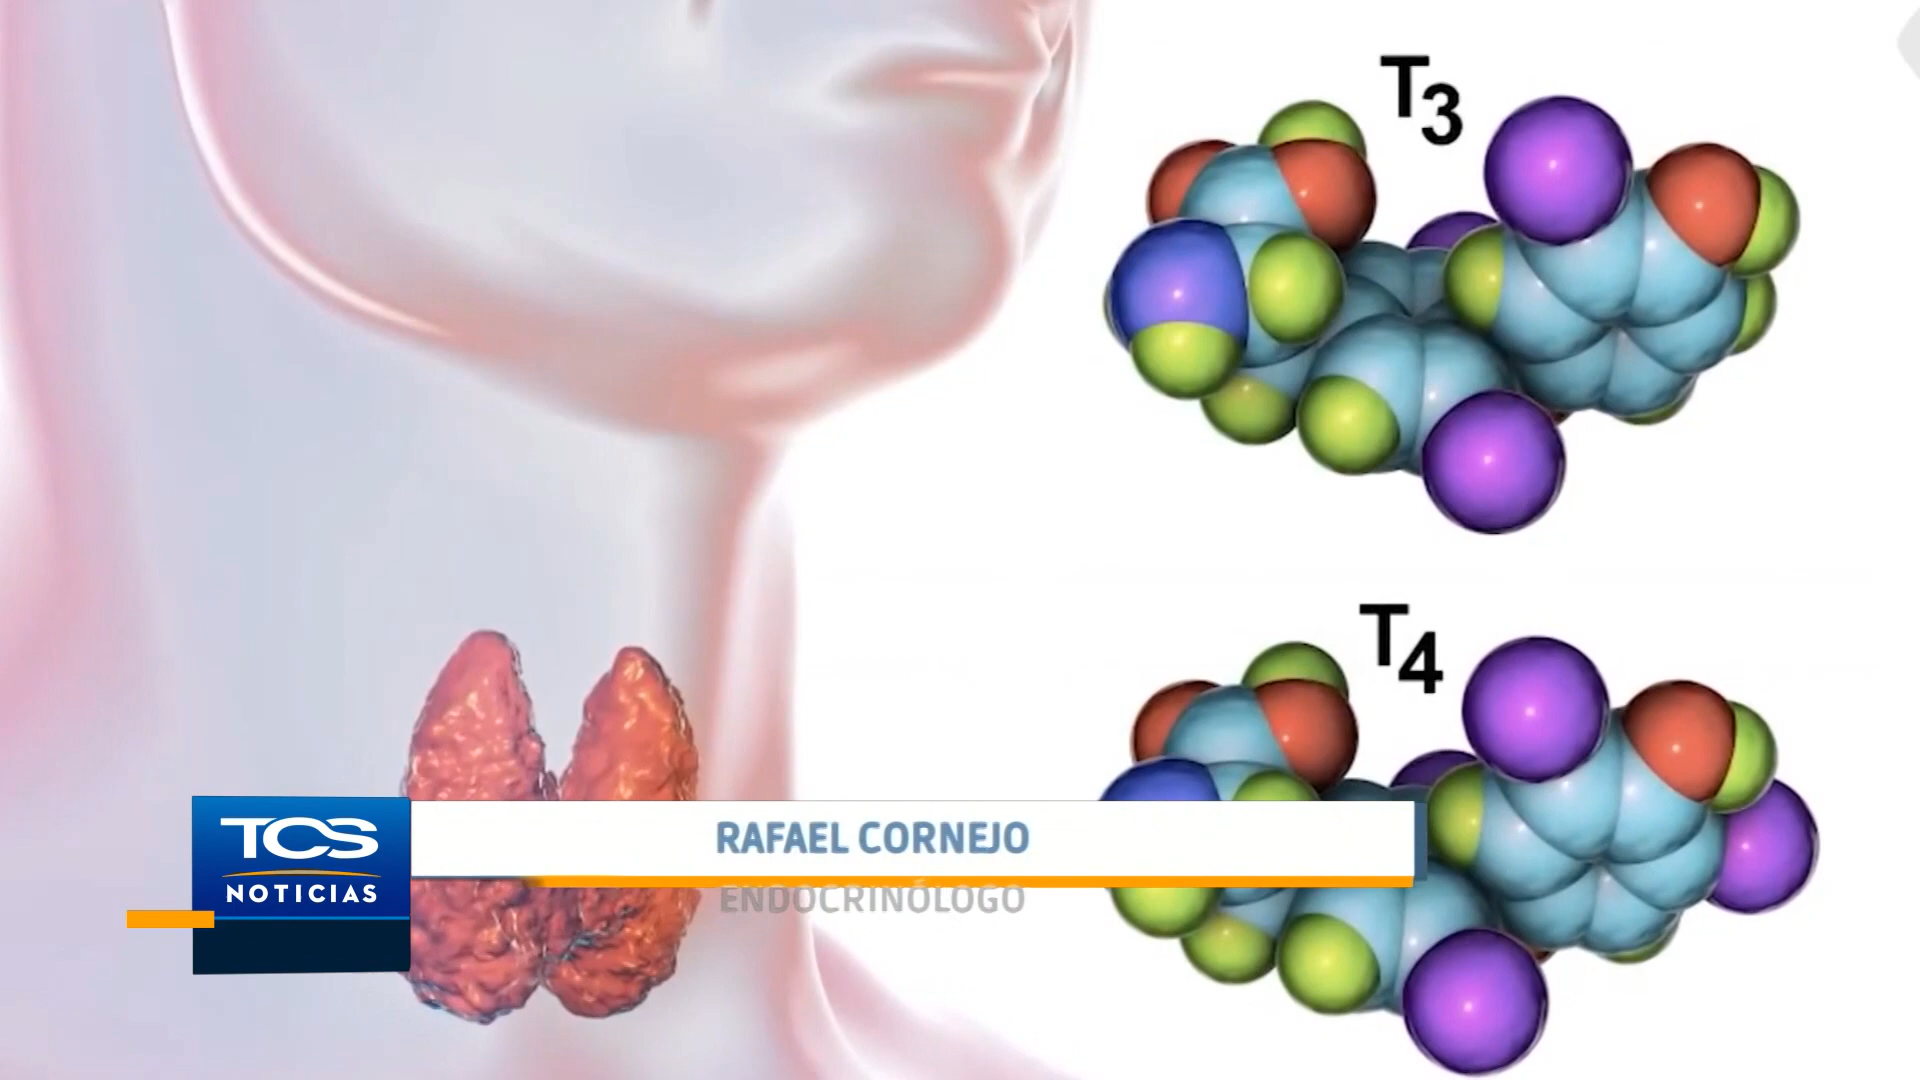 T3
T4
TCS
NOTICIAS
RAFAEL CORNEJO
ENDOCRINÓLOGO